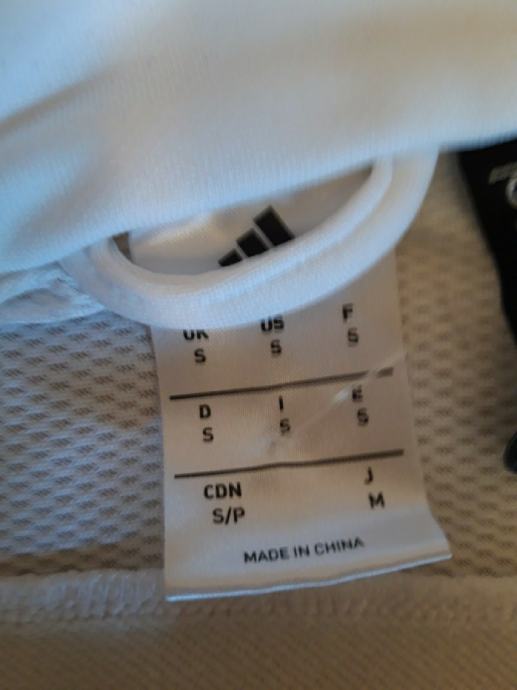 UK US F
S S S
D I E
S S S
CDN J
S/P M
MADE IN CHINA